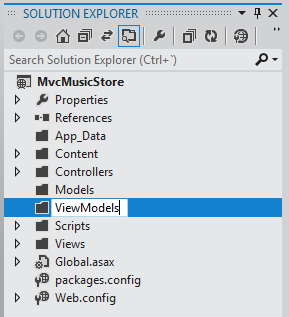 SOLUTION EXPLORER
Search Solution Explorer (Ctrl+`)
MvcMusicStore
Properties
References
App_Data
Content
Controllers
Models
ViewModels
Scripts
Views
Global.asax
packages.config
Web.config